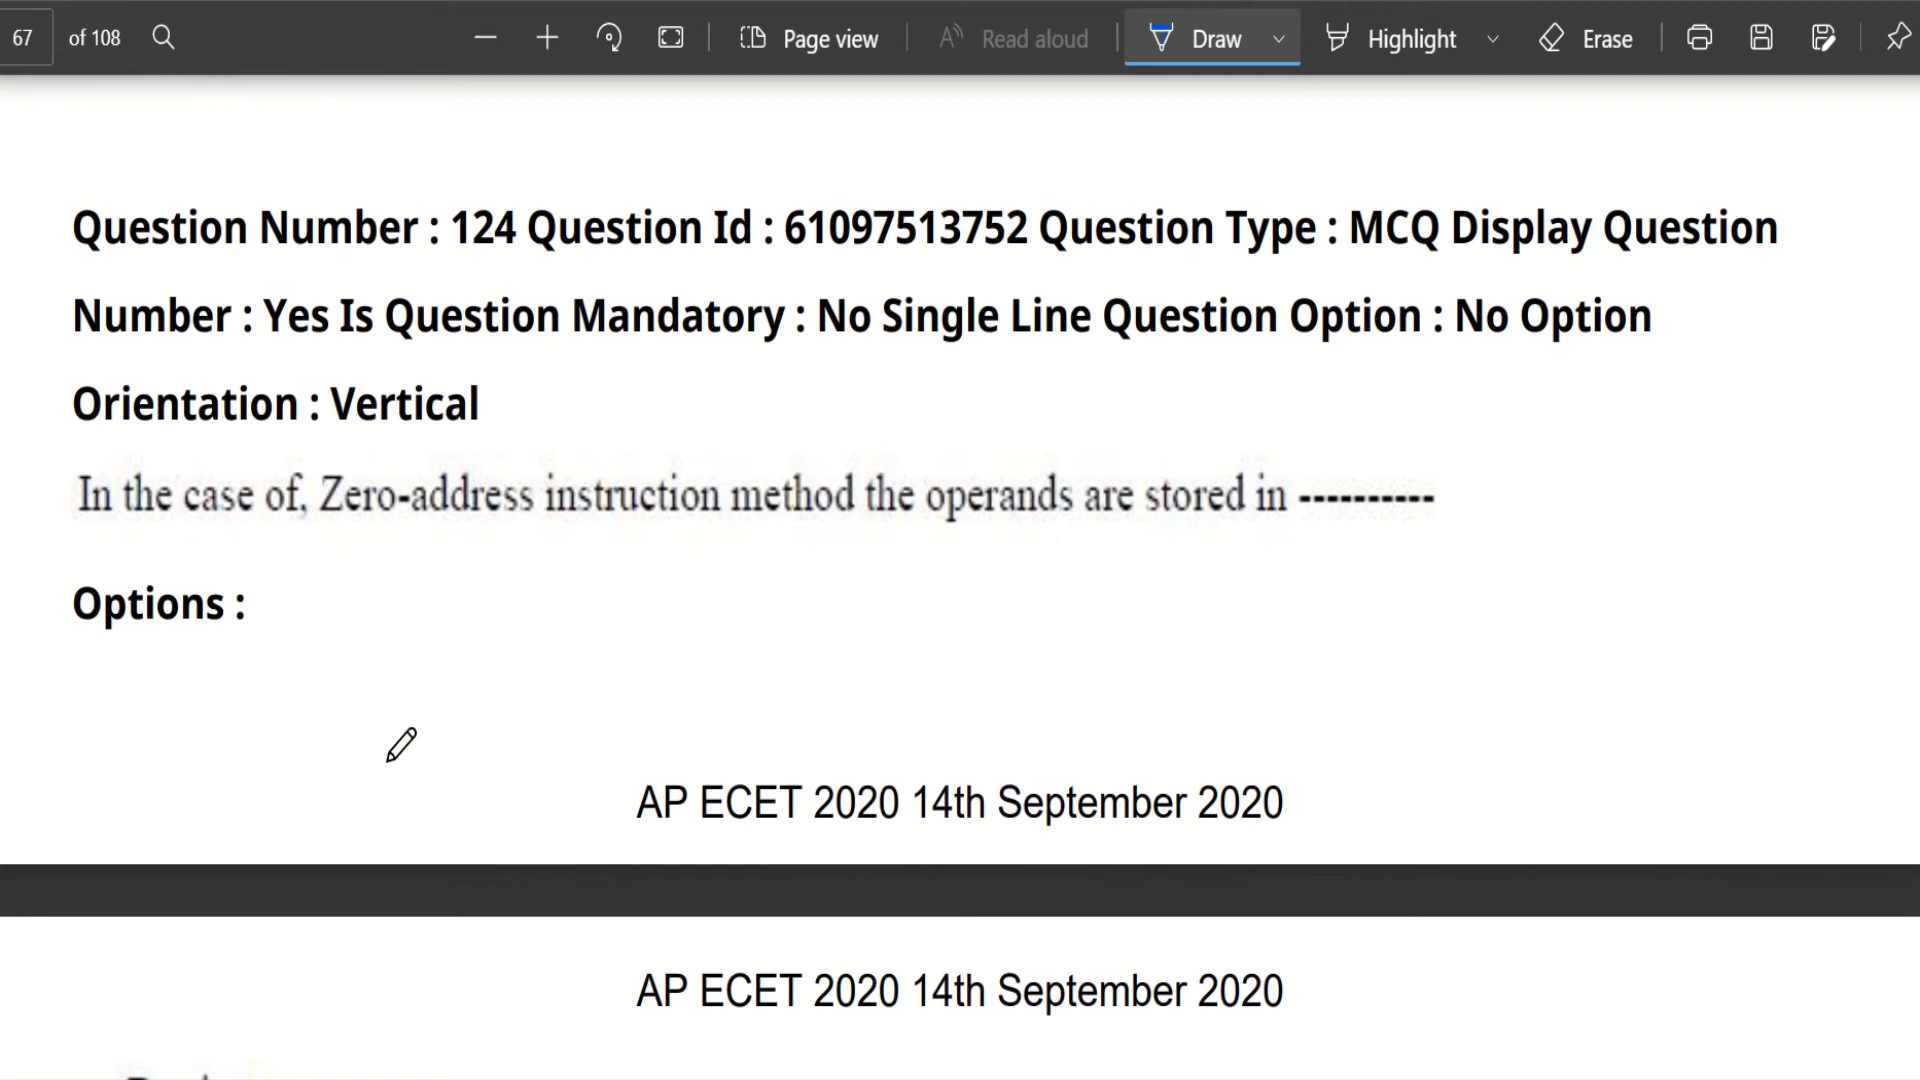 67 of 108 Page view Read aloud Draw Highlight Erase
Question Number : 124 Question Id : 61097513752 Question Type : MCQ Display Question
Number : Yes Is Question Mandatory : No Single Line Question Option : No Option
Orientation : Vertical
In the case of, Zero-address instruction method the operands are stored in ----------
Options :
AP ECET 2020 14th September 2020
AP ECET 2020 14th September 2020